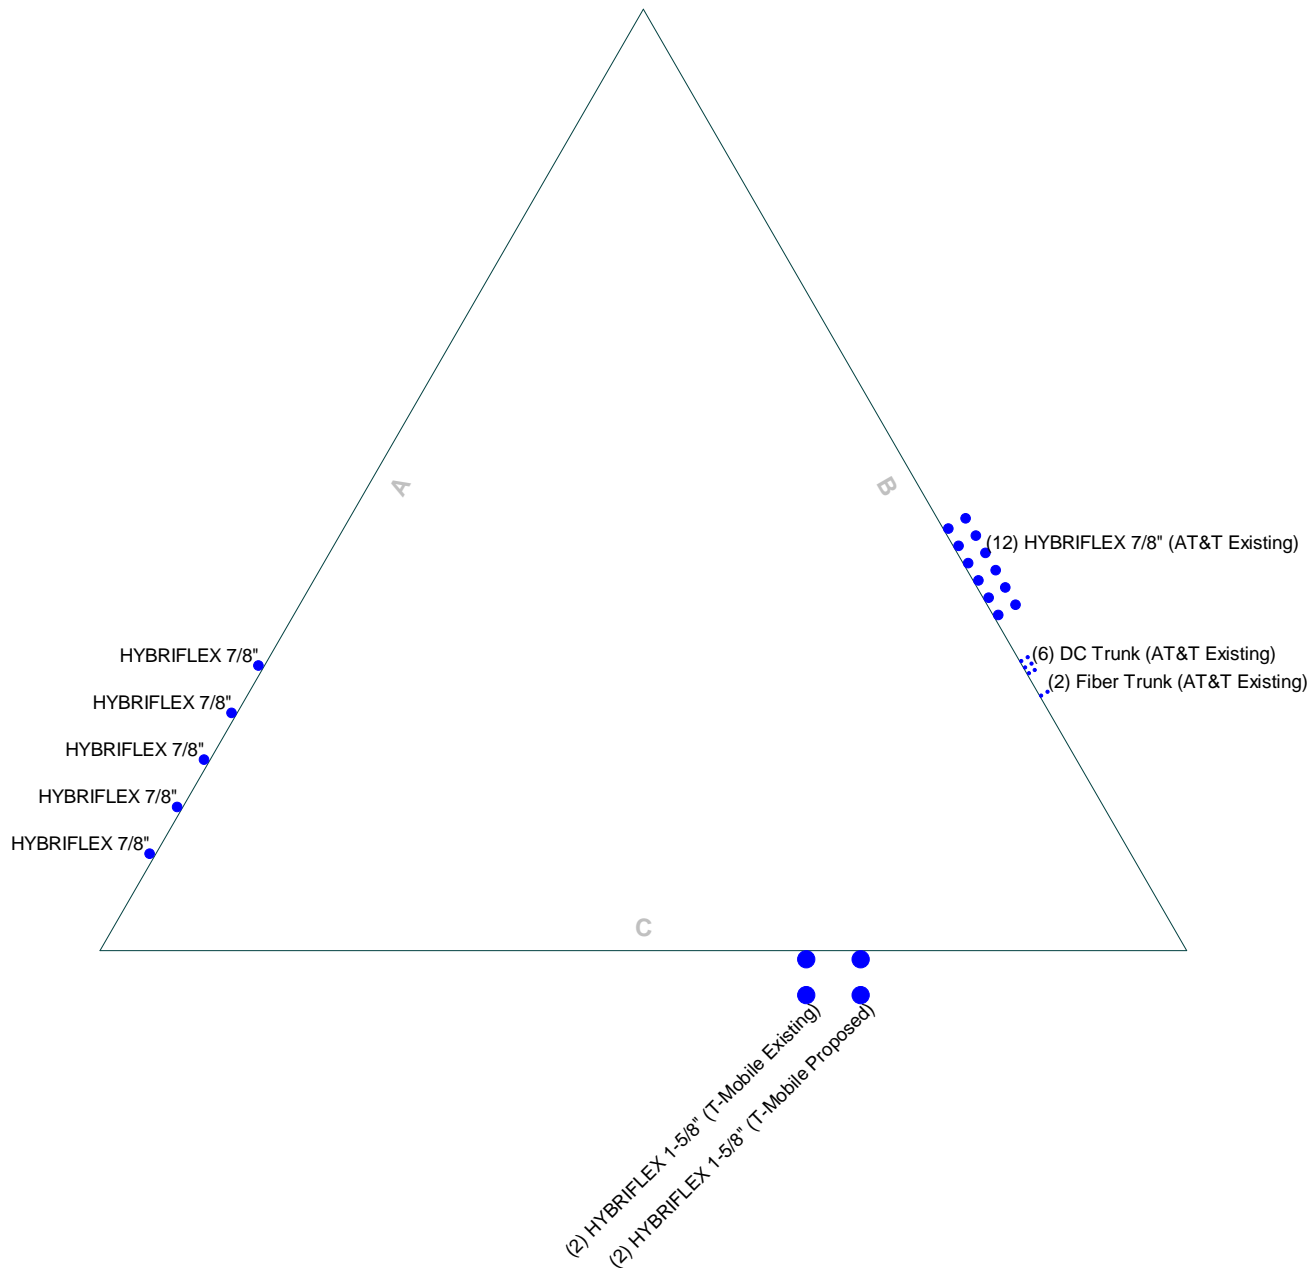 A
B
(12) HYBRIFLEX 7/8" (AT&T Existing)
HYBRIFLEX 7/8"
(6) DC Trunk (AT&T Existing)
(2) Fiber Trunk (AT&T Existing)
HYBRIFLEX 7/8"
HYBRIFLEX 7/8"
HYBRIFLEX 7/8"
HYBRIFLEX 7/8"
C
(2) HYBRIFLEX 1-5/8" (T-Mobile Existing)
(2) HYBRIFLEX 1-5/8" (T-Mobile Proposed)